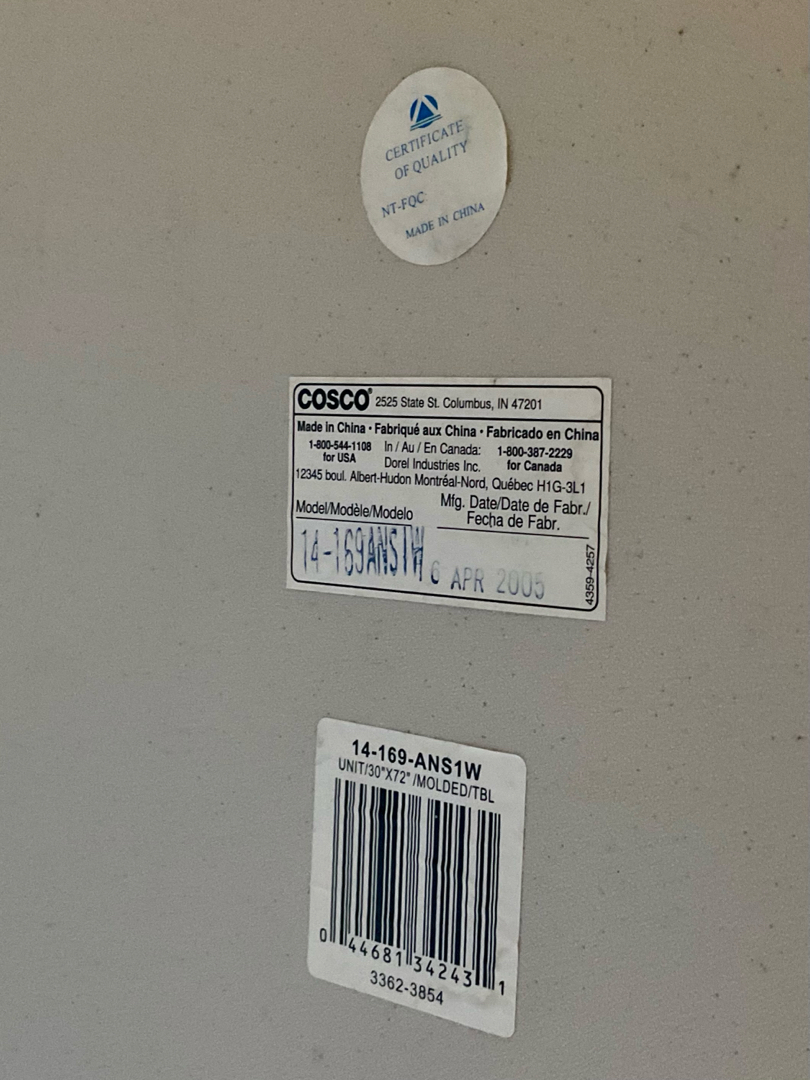 CERTIFICATE
OF QUALITY
NT-FQC
MADE IN CHINA
COSCO® 2525 State St. Columbus, IN 47201
Made in China · Fabriqué aux China · Fabricado en China
1-800-544-1108 In / Au / En Canada: 1-800-387-2229
for USA Dorel Industries Inc. for Canada
12345 boul. Albert-Hudon Montréal-Nord, Québec H1G-3L1
Model/Modèle/Modelo Mfg. Date/Date de Fabr./
Fecha de Fabr.
14-169ANS1W 6 APR 2005
4359-4257
14-169-ANS1W
UNIT/30"X72"/MOLDED/TBL
0 44681 34243 1
3362-3854